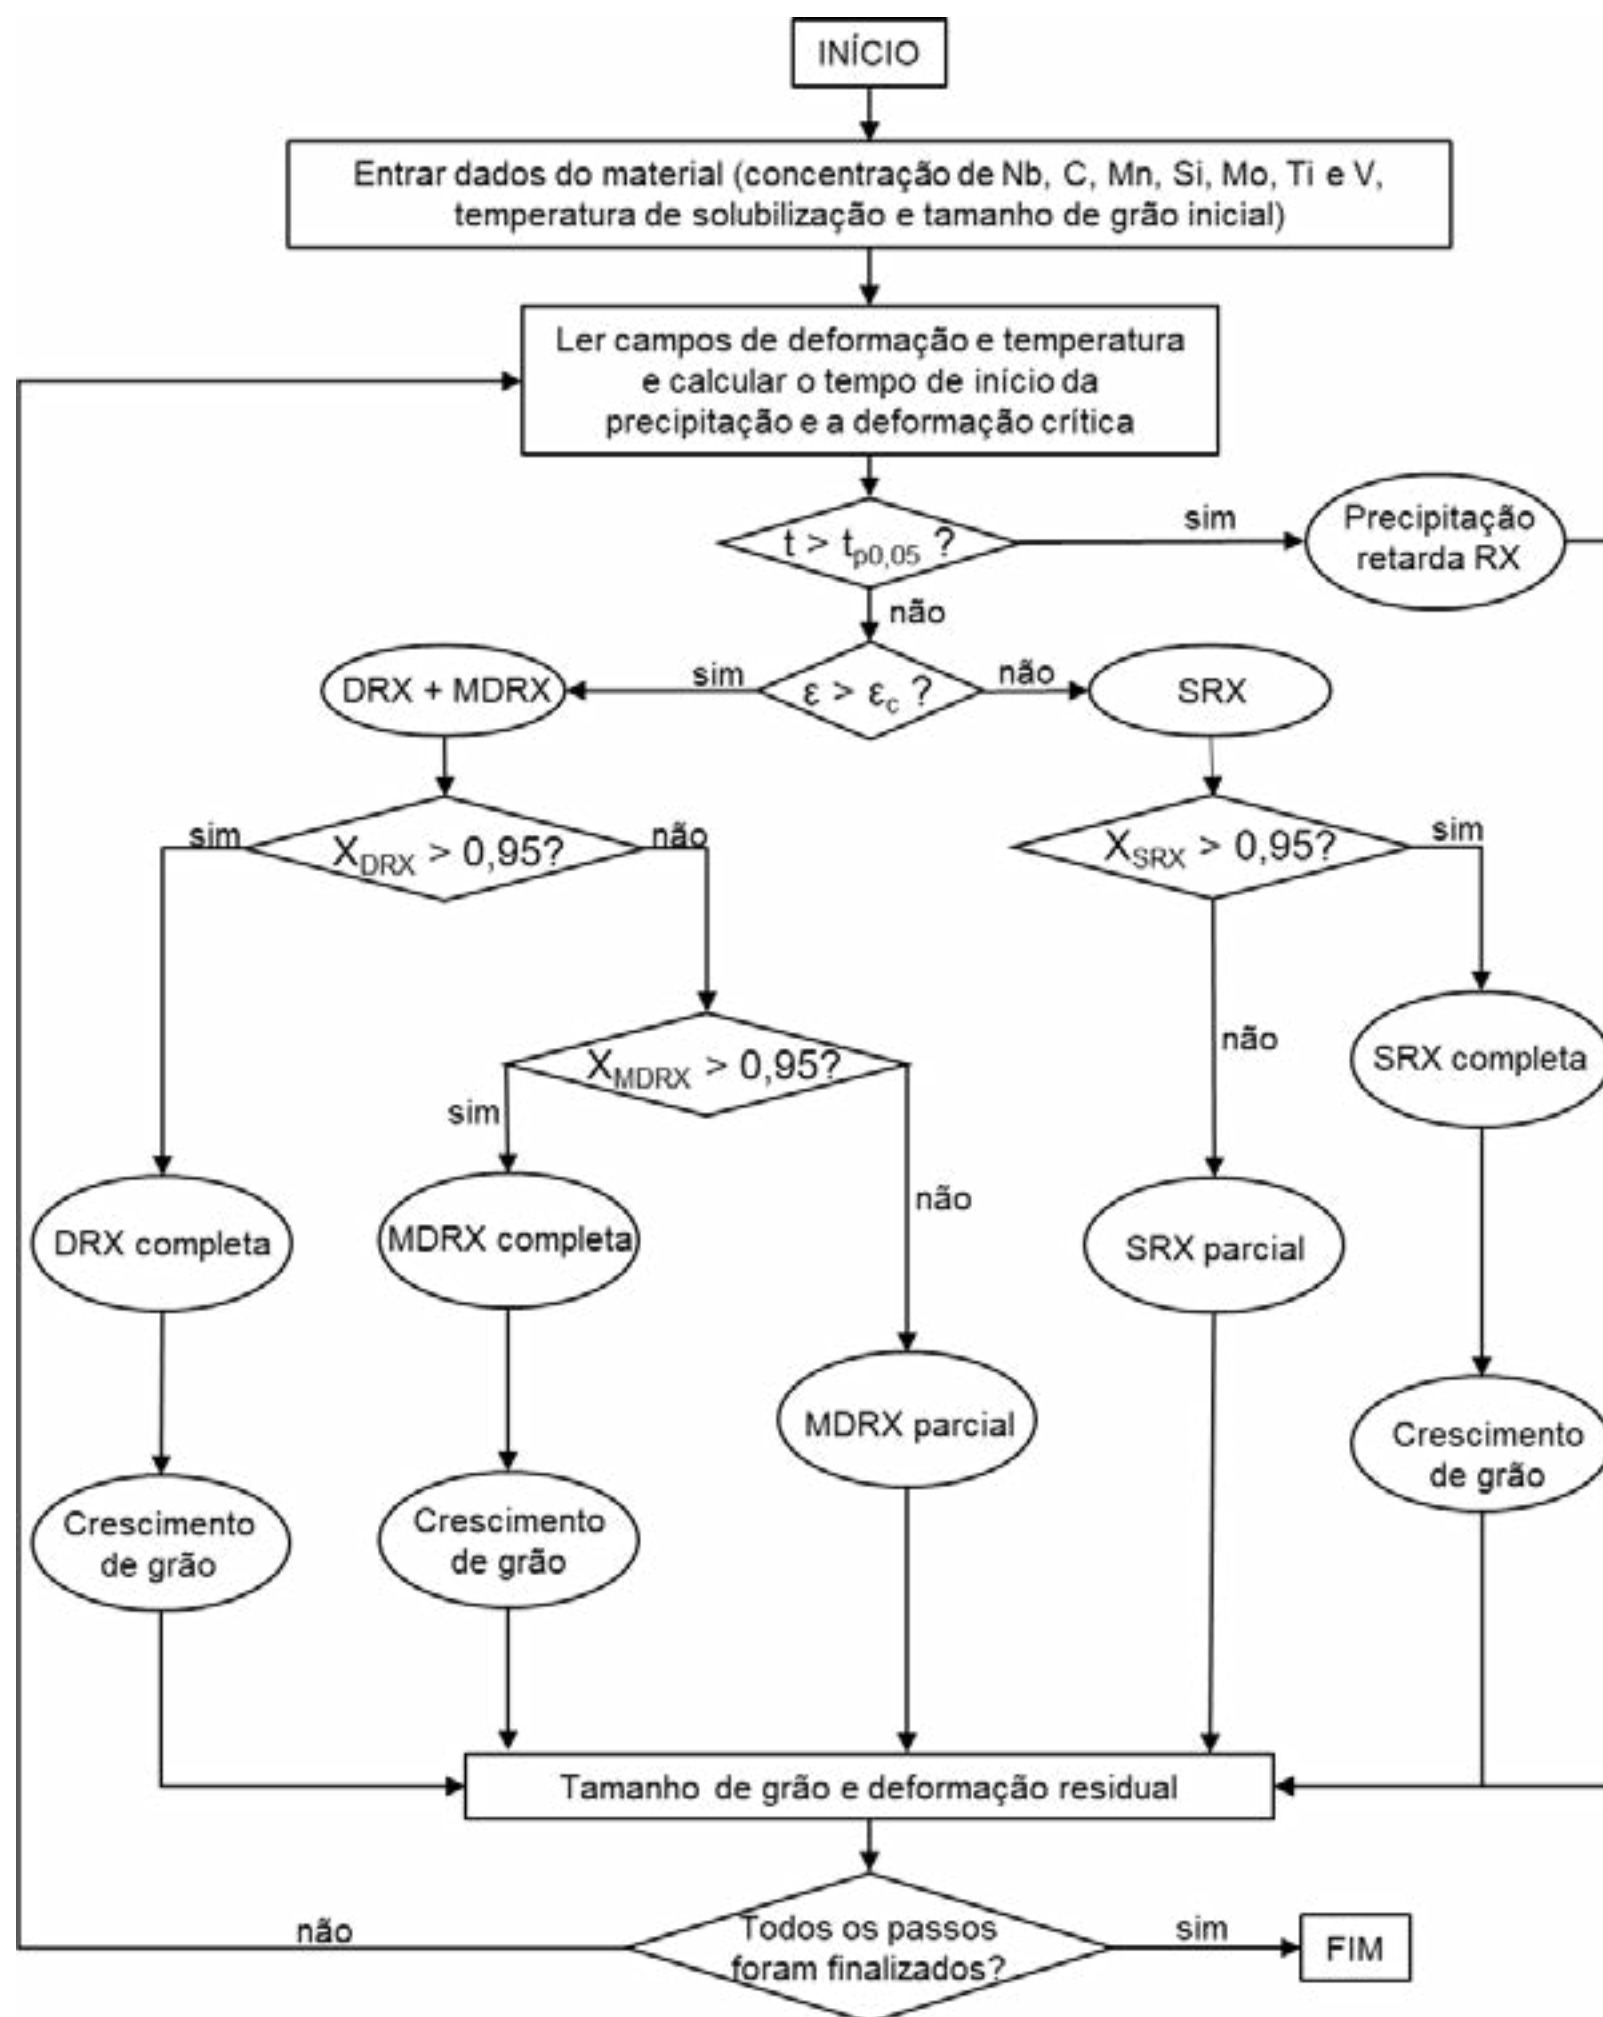 INÍCIO
Entrar dados do material (concentração de Nb, C, Mn, Si, Mo, Ti e V,
temperatura de solubilização e tamanho de grão inicial)
Ler campos de deformação e temperatura
e calcular o tempo de início da
precipitação e a deformação crítica
t > tp0,05 ?
sim
Precipitação
retarda RX
não
DRX + MDRX
sim
ε > εc ?
não
SRX
sim
XDRX > 0,95?
não
XSRX > 0,95?
sim
XMDRX > 0,95?
sim
não
não
SRX completa
DRX completa
MDRX completa
SRX parcial
MDRX parcial
Crescimento
de grão
Crescimento
de grão
Crescimento
de grão
Tamanho de grão e deformação residual
não
Todos os passos
foram finalizados?
sim
FIM